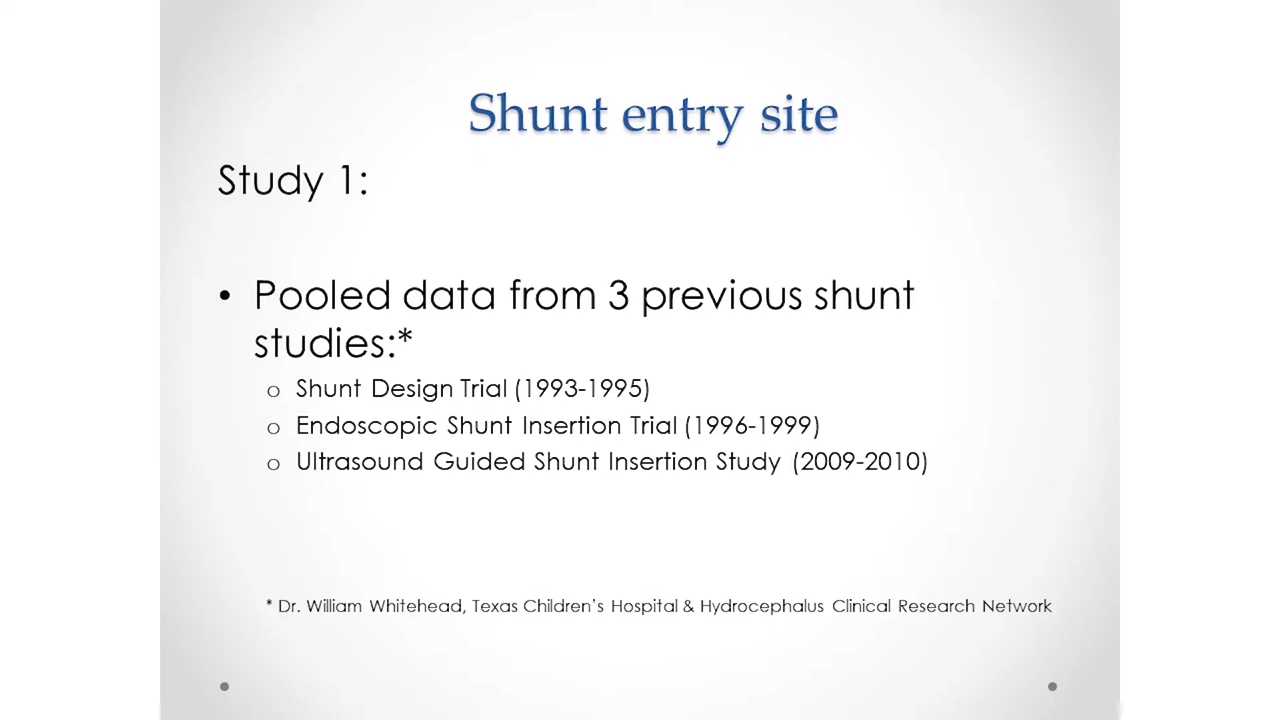 Shunt entry site
Study 1:
• Pooled data from 3 previous shunt
studies:*
o Shunt Design Trial (1993-1995)
o Endoscopic Shunt Insertion Trial (1996-1999)
o Ultrasound Guided Shunt Insertion Study (2009-2010)
* Dr. William Whitehead, Texas Children’s Hospital & Hydrocephalus Clinical Research Network